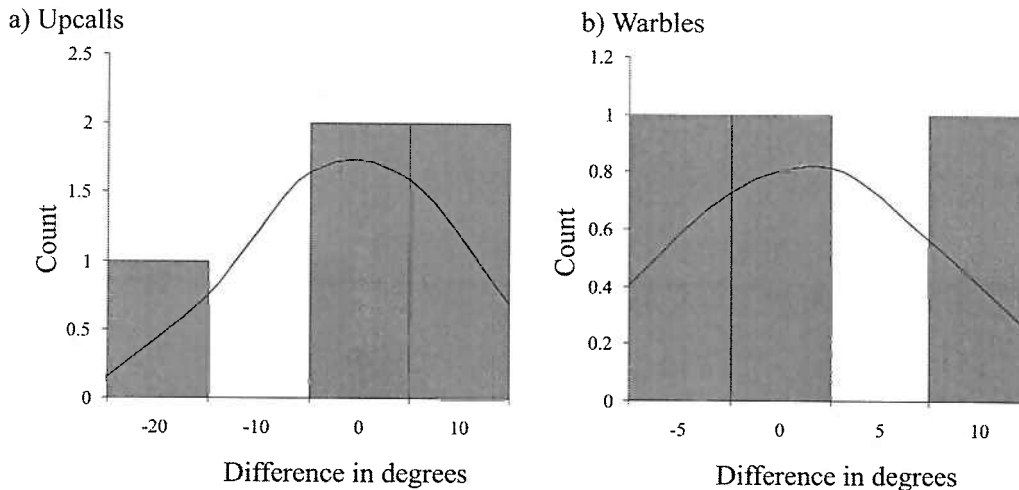 a) Upcalls
2.5
2
1.5
1
0.5
0
Count
-20 -10 0 10
Difference in degrees
b) Warbles
1.2
1
0.8
0.6
0.4
0.2
0
Count
-5 0 5 10
Difference in degrees